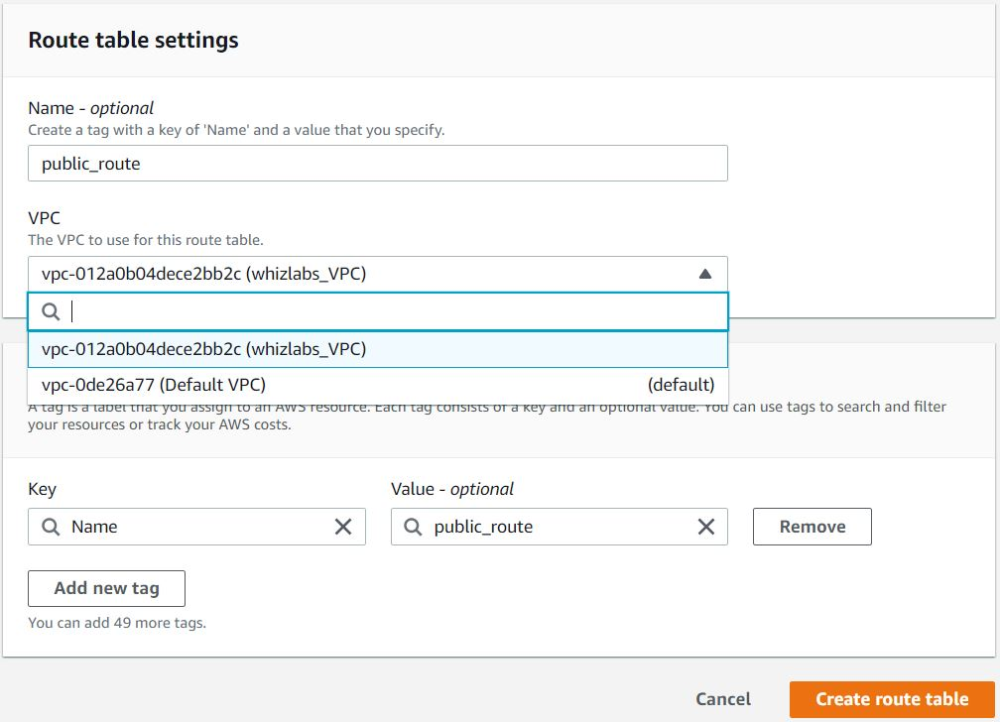 Route table settings
Name - optional
Create a tag with a key of 'Name' and a value that you specify.
public_route
VPC
The VPC to use for this route table.
vpc-012a0b04dece2bb2c (whizlabs_VPC)
vpc-012a0b04dece2bb2c (whizlabs_VPC)
vpc-0de26a77 (Default VPC) (default)
A tag is a label that you assign to an AWS resource. Each tag consists of a key and an optional value. You can use tags to search and filter
your resources or track your AWS costs.
Key Value - optional
Name public_route Remove
Add new tag
You can add 49 more tags.
Cancel Create route table